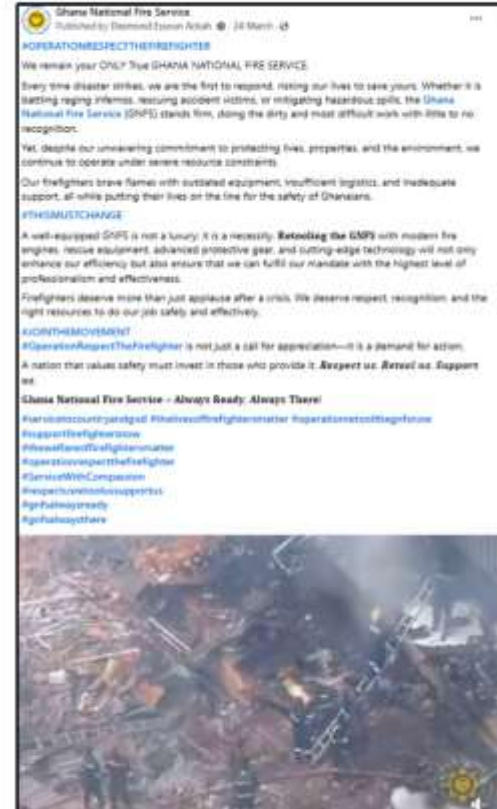 Ghana National Fire Service
Published by Desmond Essoun Ackah · 24 March ·
#OPERATIONRESPECTTHEFIREFIGHTER
We remain your ONLY True GHANA NATIONAL FIRE SERVICE.
Every time disaster strikes, we are the first to respond, risking our lives to save yours. Whether it is
battling raging infernos, rescuing accident victims, or mitigating hazardous spills, the Ghana
National Fire Service (GNFS) stands firm, doing the dirty and most difficult work with little to no
recognition.
Yet, despite our unwavering commitment to protecting lives, properties, and the environment, we
continue to operate under severe resource constraints.
Our firefighters brave flames with outdated equipment, insufficient logistics, and inadequate
support, all while putting their lives on the line for the safety of Ghanaians.
#THISMUSTCHANGE
A well-equipped GNFS is not a luxury; it is a necessity. Retooling the GNFS with modern fire
engines, rescue equipment, advanced protective gear, and cutting-edge technology will not only
enhance our efficiency but also ensure that we can fulfill our mandate with the highest level of
professionalism and effectiveness.
Firefighters deserve more than just applause after a crisis. We deserve respect, recognition, and the
right resources to do our job safely and effectively.
#JOINTHEMOVEMENT
#OperationRespectTheFirefighter is not just a call for appreciation—it is a demand for action.
A nation that values safety must invest in those who provide it. Respect us. Retool us. Support
us.
Ghana National Fire Service – Always Ready, Always There!
#servicetocountryandgod #thelivesoffirefightersmatter
#supportfirefightersnow
#thewelfareoffirefightersmatter
#operationrespectthefirefighter
#ServiceWithCompassion
#respectusretoolussupportus
#gnfsalwaysready
#gnfsalwaysthere